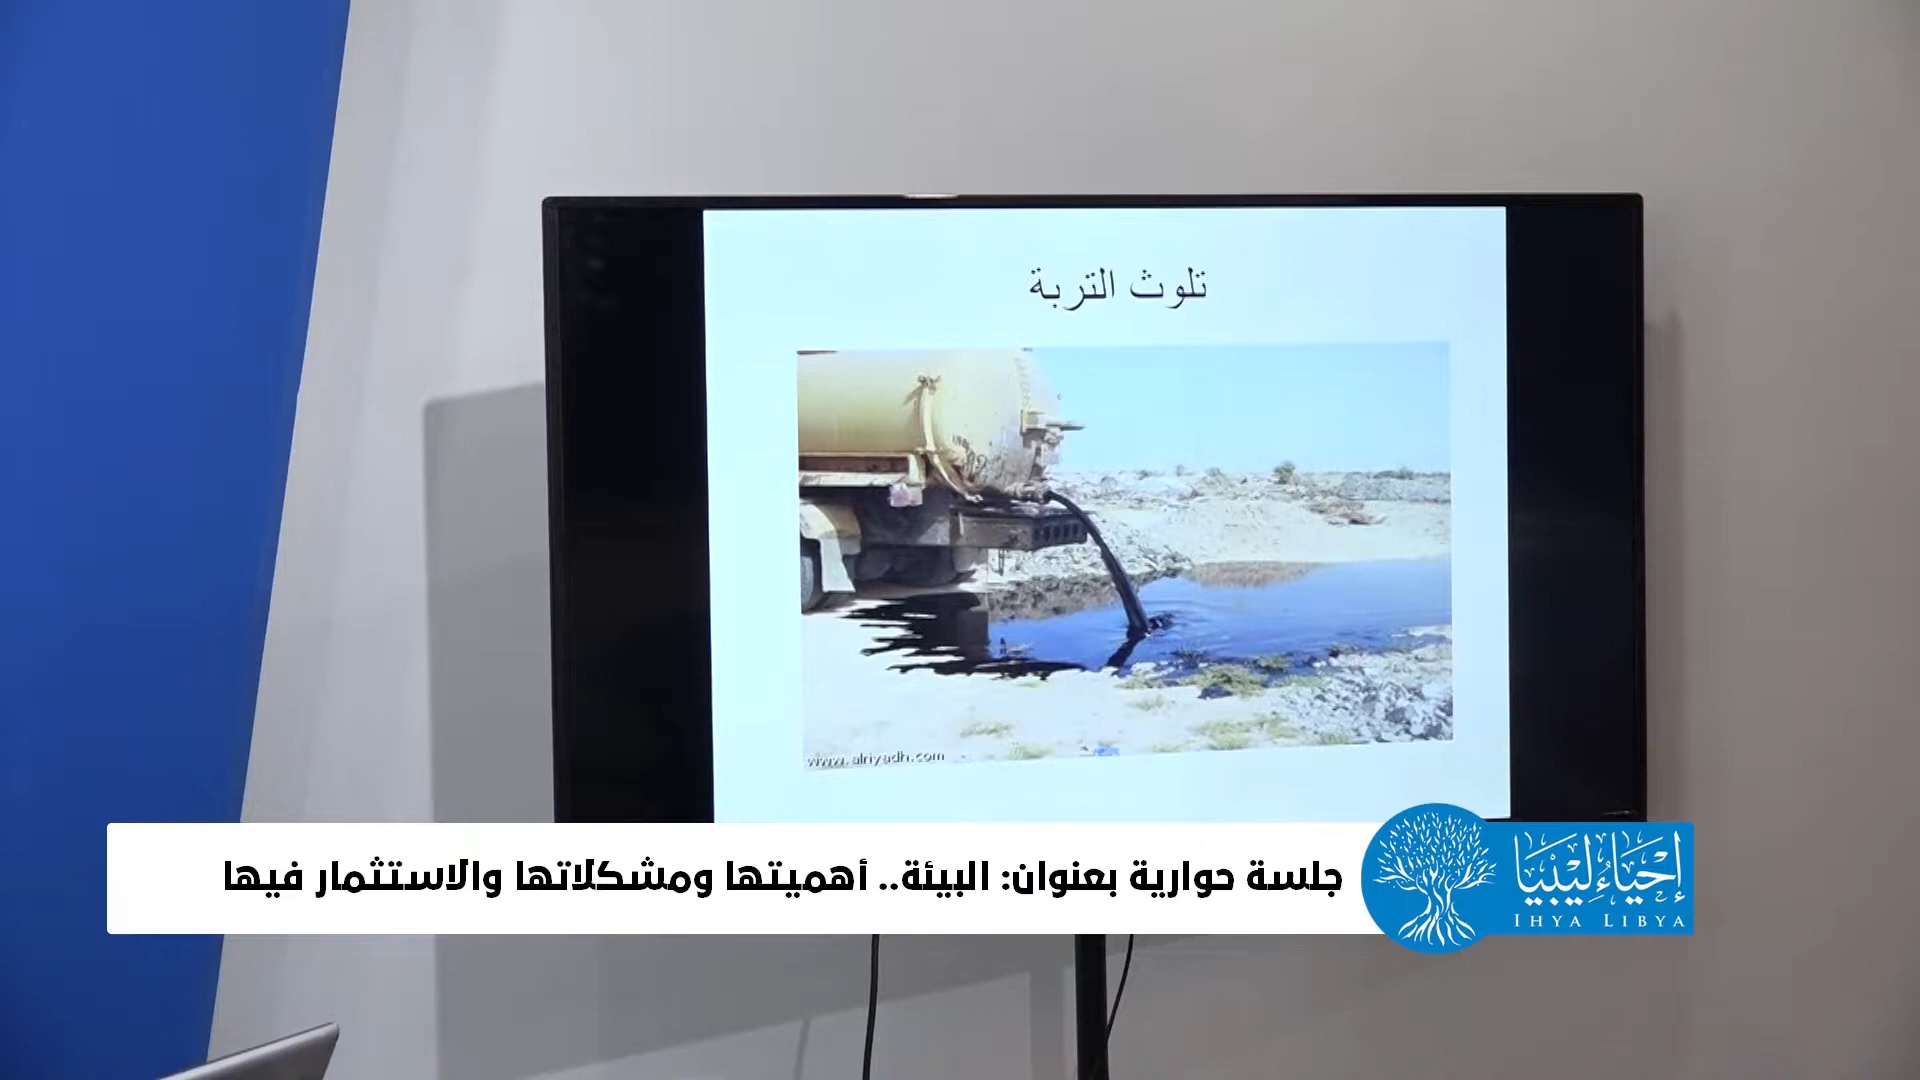 تلوث التربة
www.alriyadh.com
جلسة حوارية بعنوان: البيئة.. أهميتها ومشكلاتها والاستثمار فيها
إحياء ليبيا
IHYA LIBYA